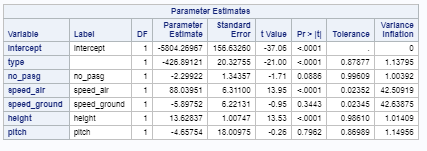 Parameter Estimates
Variable Label DF Parameter Estimate Standard Error t Value Pr > |t| Tolerance Variance Inflation
Intercept Intercept 1 -5804.26967 156.63260 -37.06 <.0001 . 0
type 1 -426.89121 20.32755 -21.00 <.0001 0.87877 1.13795
no_pasg no_pasg 1 -2.29922 1.34357 -1.71 0.0886 0.99609 1.00392
speed_air speed_air 1 88.03951 6.31100 13.95 <.0001 0.02352 42.50919
speed_ground speed_ground 1 -5.89752 6.22131 -0.95 0.3443 0.02345 42.63875
height height 1 13.62837 1.00747 13.53 <.0001 0.98610 1.01409
pitch pitch 1 -4.65754 18.00975 -0.26 0.7962 0.86989 1.14956